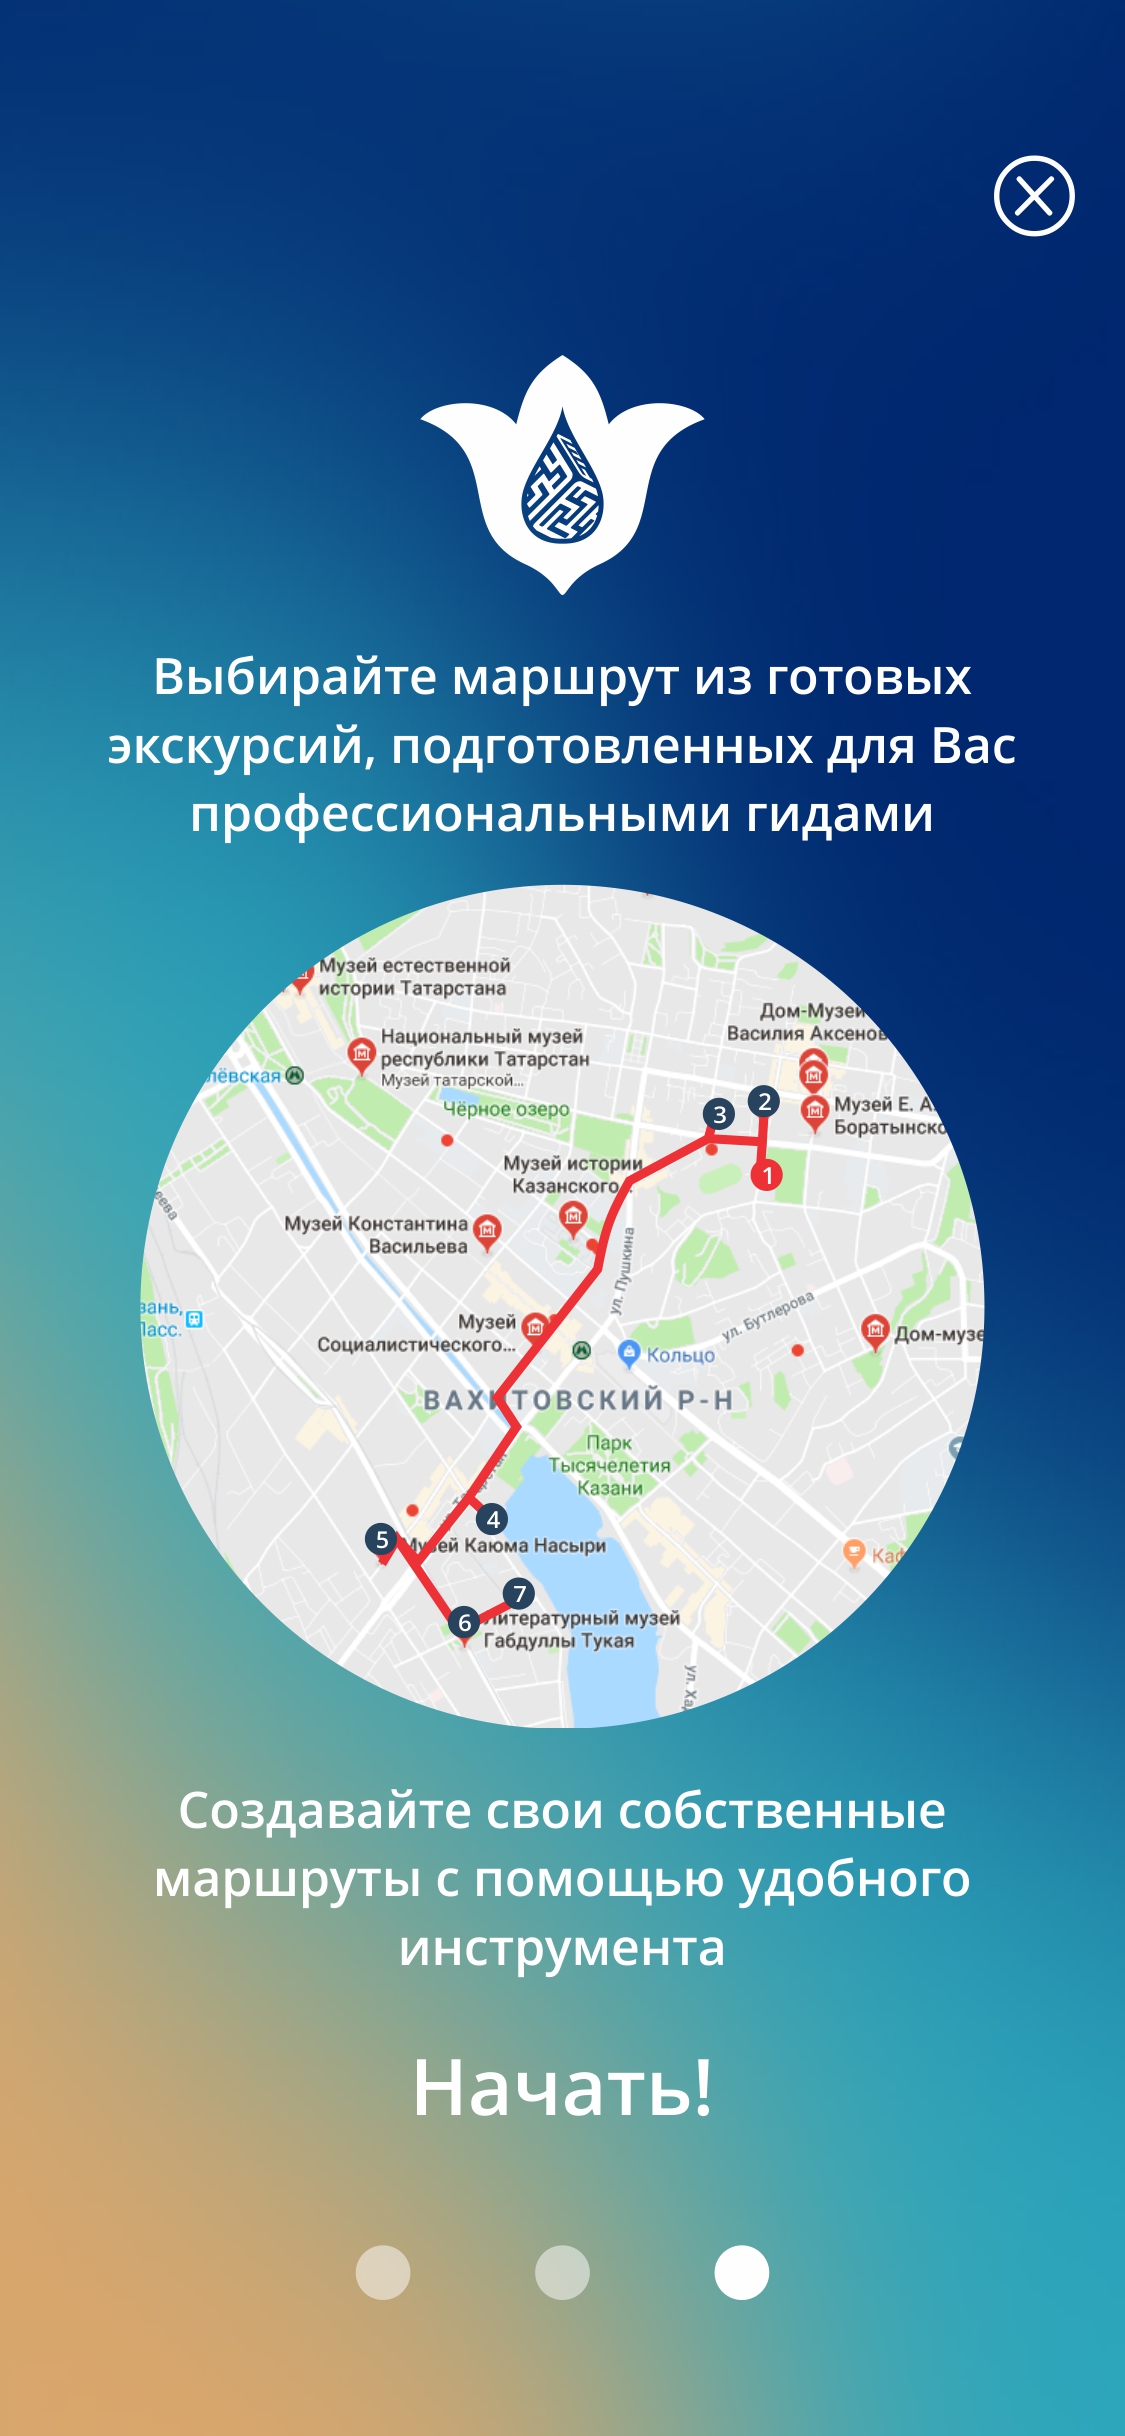 Выбирайте маршрут из готовых
экскурсий, подготовленных для Вас
профессиональными гидами
Музей естественной
истории Татарстана
Национальный музей
республики Татарстан
Музей татарской...
Дом-Музей
Василия Аксенов
лёвская
Чёрное озеро
3
2
Музей Е. А.
Боратынско
1
Музей истории
Казанского...
Музей Константина
Васильева
ул. Пушкина
зань,
Пасс.
Музей
Социалистического...
ул. Бутлерова
Дом-музе
Кольцо
ВАХИТОВСКИЙ Р-Н
Парк
Тысячелетия
Казани
4
5
Музей Каюма Насыри
Каф
7
6
Литературный музей
Габдуллы Тукая
ул. Ха
Создавайте свои собственные
маршруты с помощью удобного
инструмента
Начать!